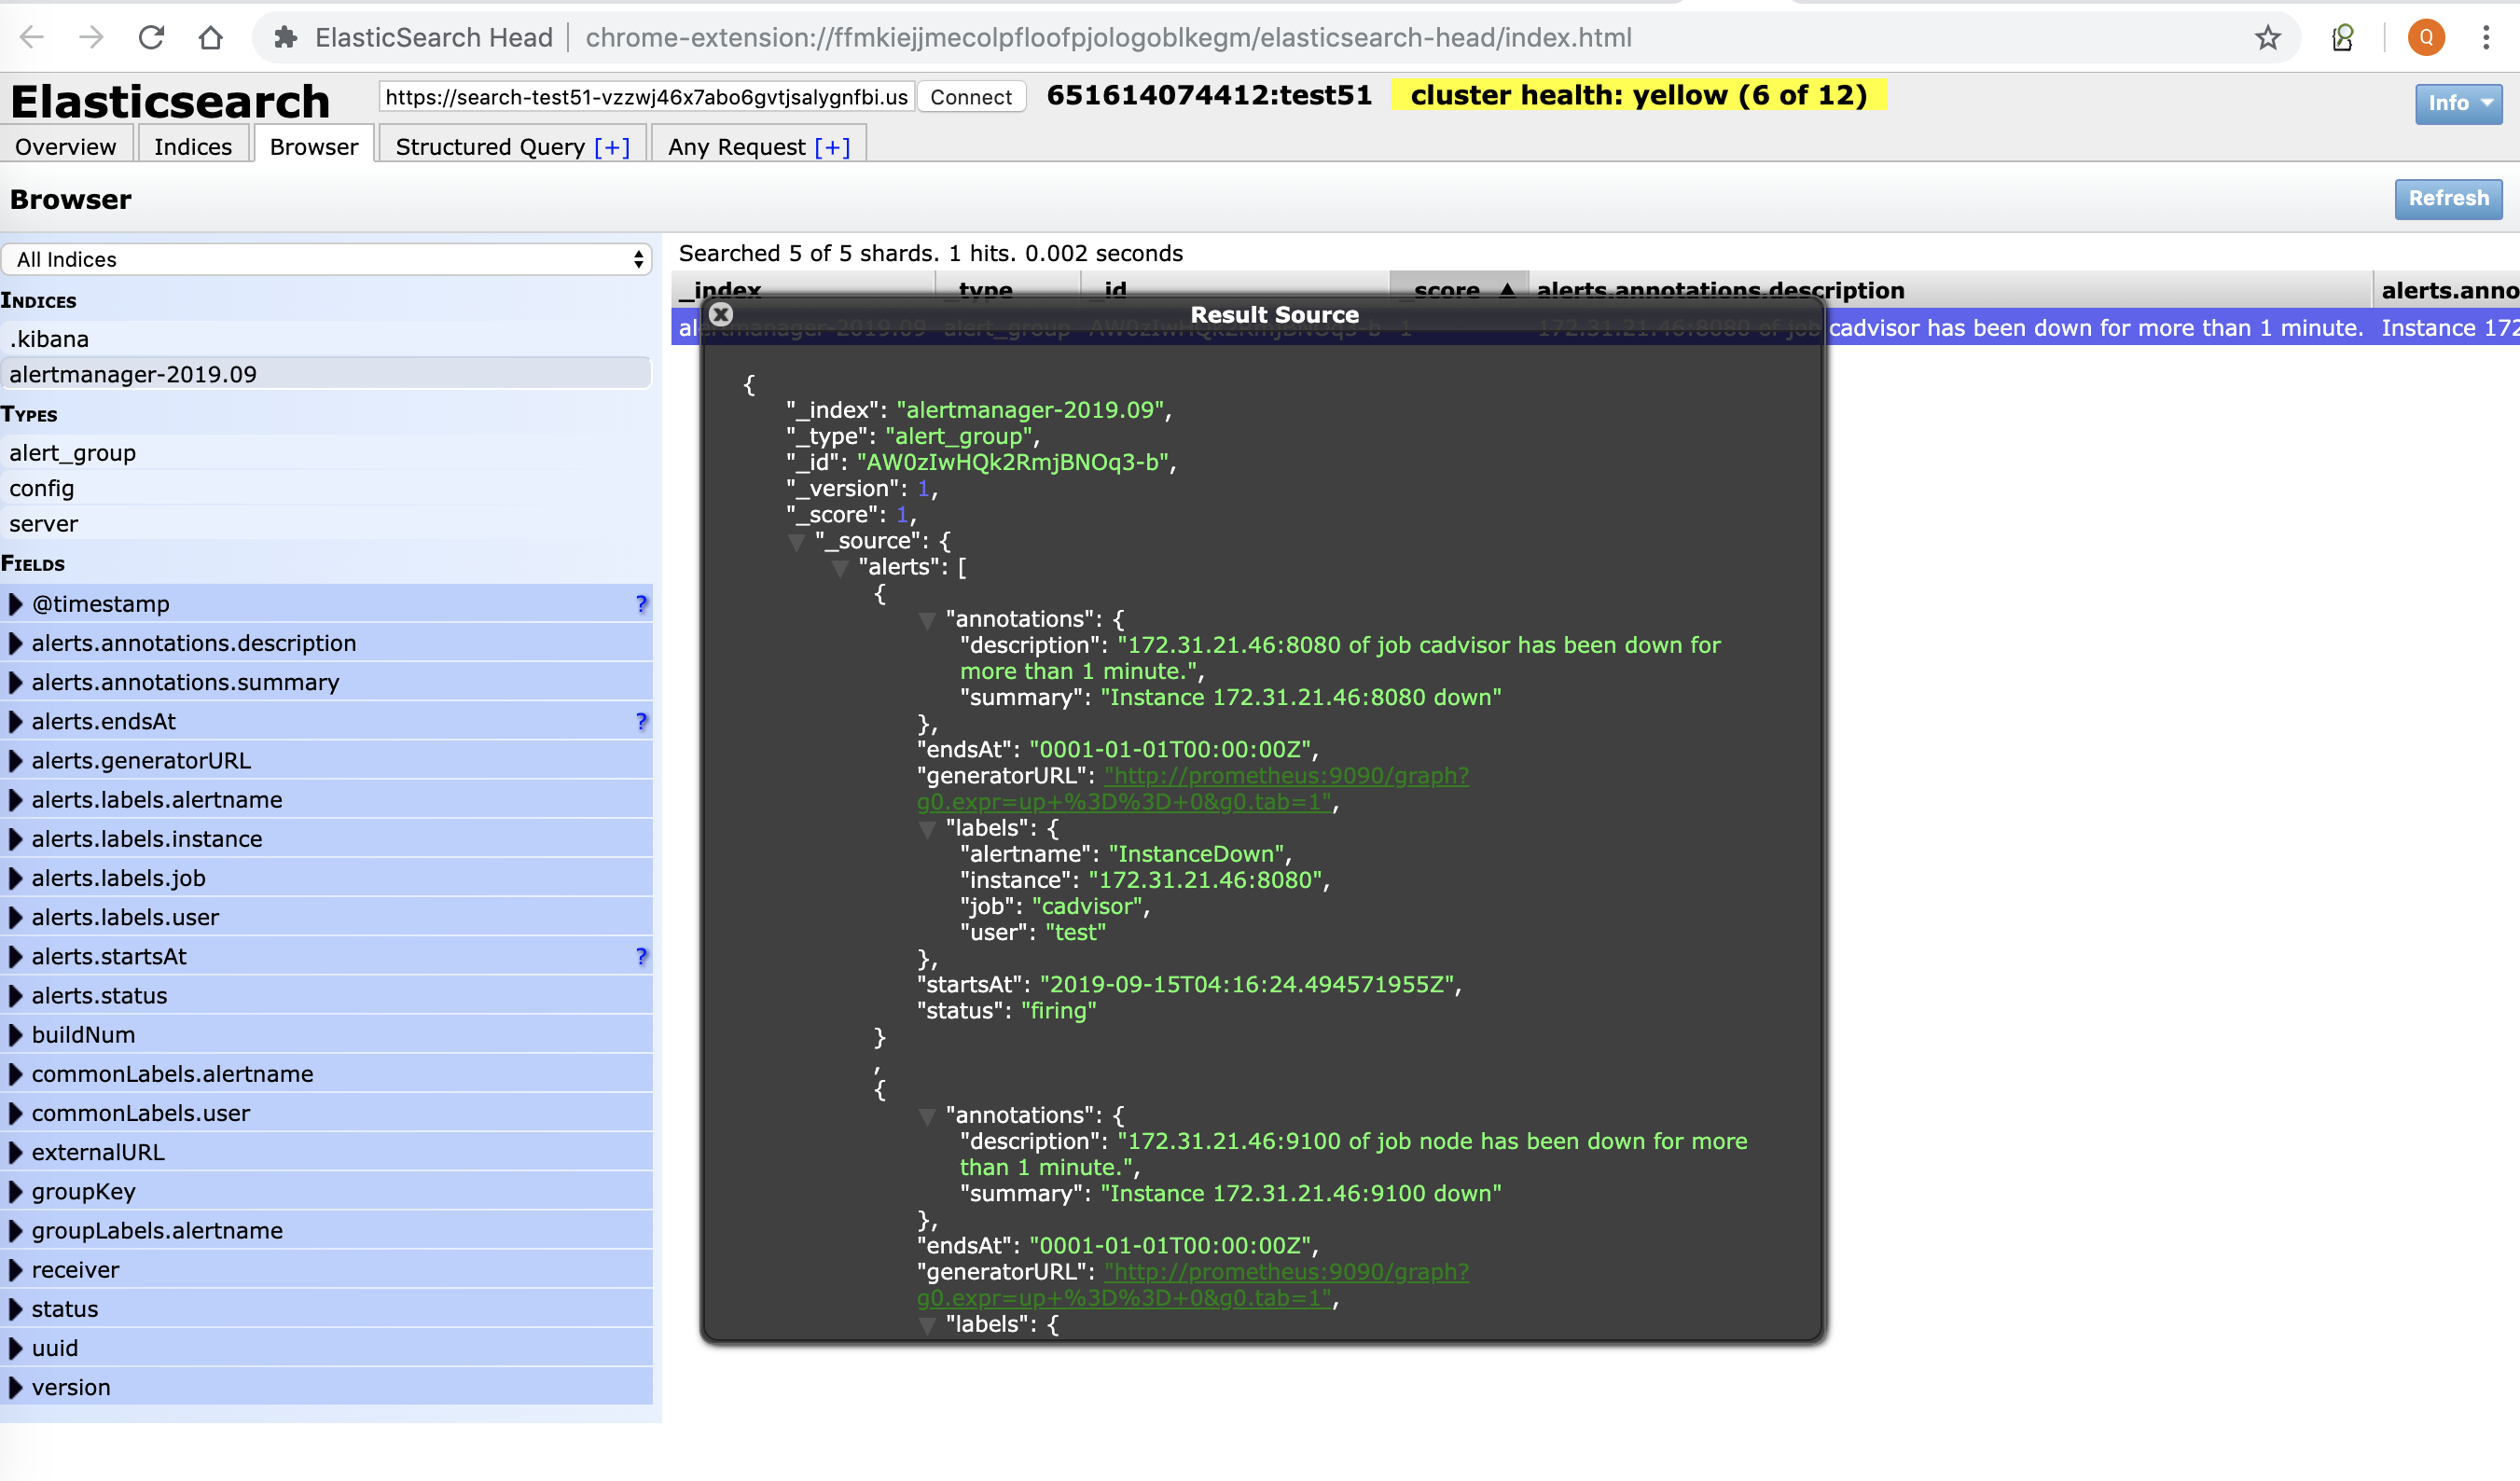 ElasticSearch Head | chrome-extension://ffmkiejjmecolpfloofpjologoblkegm/elasticsearch-head/index.html
Q
Elasticsearch
https://search-test51-vzzwj46x7abo6gvtjsalygnfbi.us
Connect
651614074412:test51
cluster health: yellow (6 of 12)
Info
Overview
Indices
Browser
Structured Query [+]
Any Request [+]
Browser
Refresh
All Indices
Indices
.kibana
alertmanager-2019.09
Types
alert_group
config
server
Fields
@timestamp ?
alerts.annotations.description
alerts.annotations.summary
alerts.endsAt ?
alerts.generatorURL
alerts.labels.alertname
alerts.labels.instance
alerts.labels.job
alerts.labels.user
alerts.startsAt ?
alerts.status
buildNum
commonLabels.alertname
commonLabels.user
externalURL
groupKey
groupLabels.alertname
receiver
status
uuid
version
Searched 5 of 5 shards. 1 hits. 0.002 seconds
_index _type _id _score ▲ alerts.annotations.description alerts.anno
alertmanager-2019.09 alert_group AW0zIwHQk2RmjBNOq3-b 1 172.31.21.46:8080 of job cadvisor has been down for more than 1 minute. Instance 172
Result Source
{
"_index": "alertmanager-2019.09",
"_type": "alert_group",
"_id": "AW0zIwHQk2RmjBNOq3-b",
"_version": 1,
"_score": 1,
"_source": {
"alerts": [
{
"annotations": {
"description": "172.31.21.46:8080 of job cadvisor has been down for
more than 1 minute.",
"summary": "Instance 172.31.21.46:8080 down"
},
"endsAt": "0001-01-01T00:00:00Z",
"generatorURL": "http://prometheus:9090/graph?
g0.expr=up+%3D%3D+0&g0.tab=1",
"labels": {
"alertname": "InstanceDown",
"instance": "172.31.21.46:8080",
"job": "cadvisor",
"user": "test"
},
"startsAt": "2019-09-15T04:16:24.494571955Z",
"status": "firing"
}
,
{
"annotations": {
"description": "172.31.21.46:9100 of job node has been down for more
than 1 minute.",
"summary": "Instance 172.31.21.46:9100 down"
},
"endsAt": "0001-01-01T00:00:00Z",
"generatorURL": "http://prometheus:9090/graph?
g0.expr=up+%3D%3D+0&g0.tab=1",
"labels": {